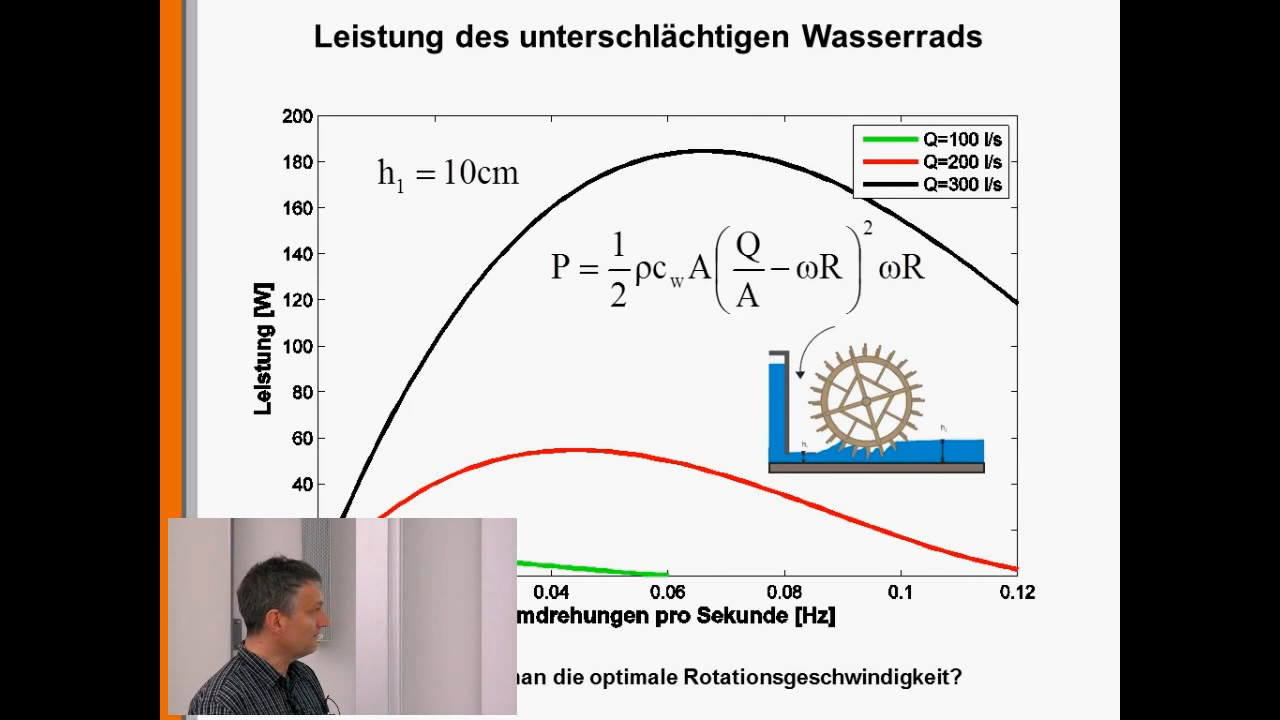 Leistung des unterschlächtigen Wasserrads
200
180
160
140
120
100
80
60
40
Leistung [W]
h₁ = 10cm
Q=100 l/s
Q=200 l/s
Q=300 l/s
P = 1/2 ρc_w A (Q/A − ωR)² ωR
0.04 0.06 0.08 0.1 0.12
mdrehungen pro Sekunde [Hz]
die optimale Rotationsgeschwindigkeit?